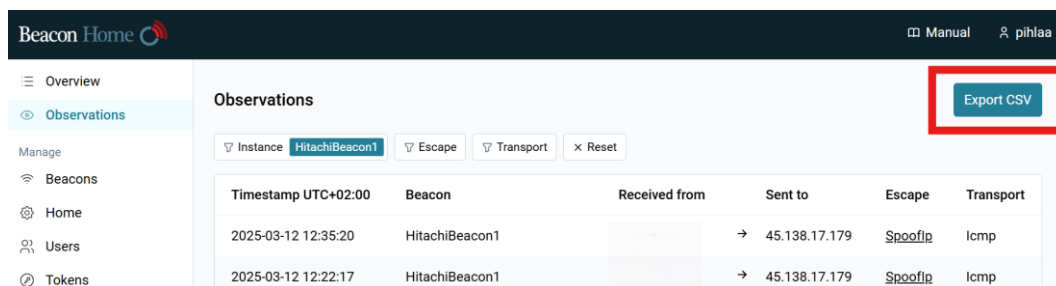 Beacon Home
Manual
pihlaa
Overview
Observations
Manage
Beacons
Home
Users
Tokens
Observations
Export CSV
Instance HitachiBeacon1 Escape Transport × Reset
Timestamp UTC+02:00 Beacon Received from Sent to Escape Transport
2025-03-12 12:35:20 HitachiBeacon1 → 45.138.17.179 SpoofIp Icmp
2025-03-12 12:22:17 HitachiBeacon1 → 45.138.17.179 SpoofIp Icmp